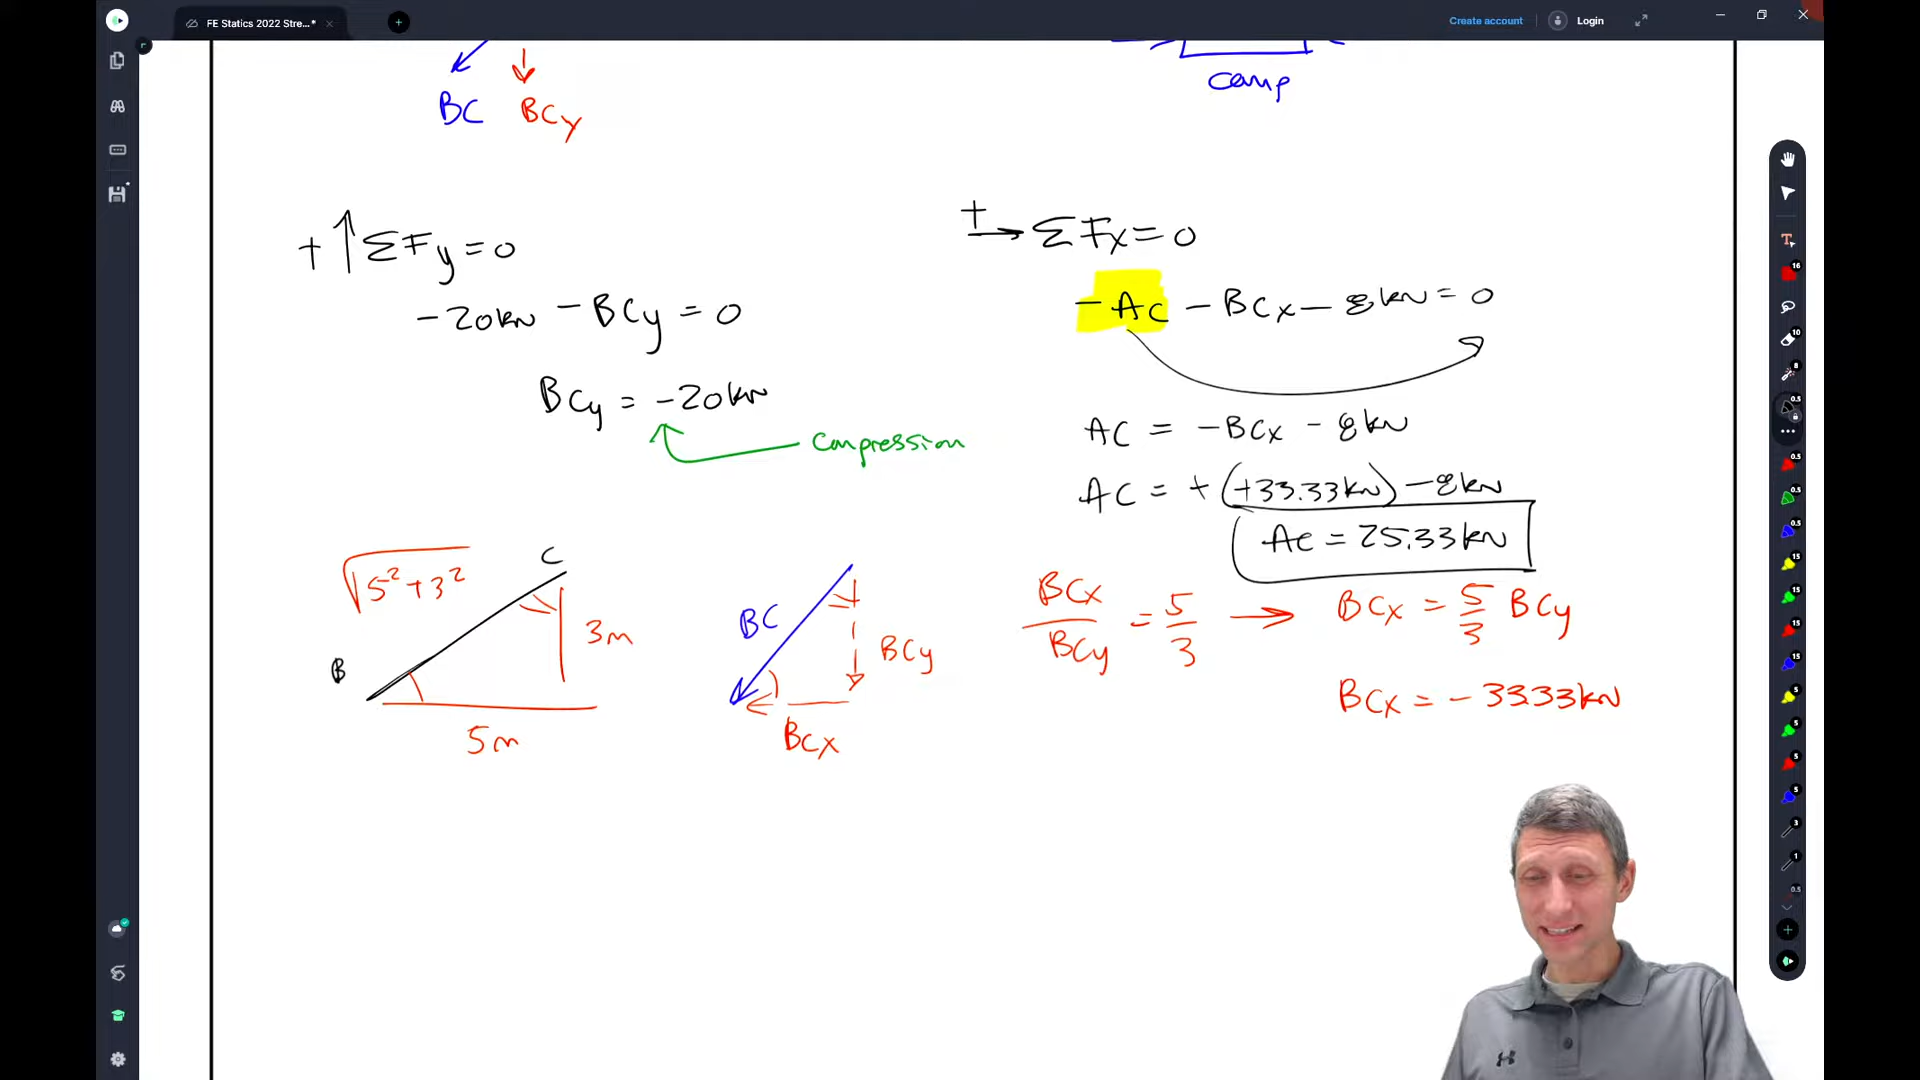 FE Statics 2022 Stre...*
Create account
Login
BC BCy
comp
+ ↑ ΣFy = 0
-20kN - BCy = 0
BCy = -20kN
Compression
+ → ΣFx = 0
- AC - BCx - 8kN = 0
AC = -BCx - 8kN
AC = + (+33.33kN) - 8kN
AC = 25.33kN
√5² + 3²
C
B
3m
5m
BC
BCy
BCx
BCx / BCy = 5/3 → BCx = 5/3 BCy
BCx = -33.33kN